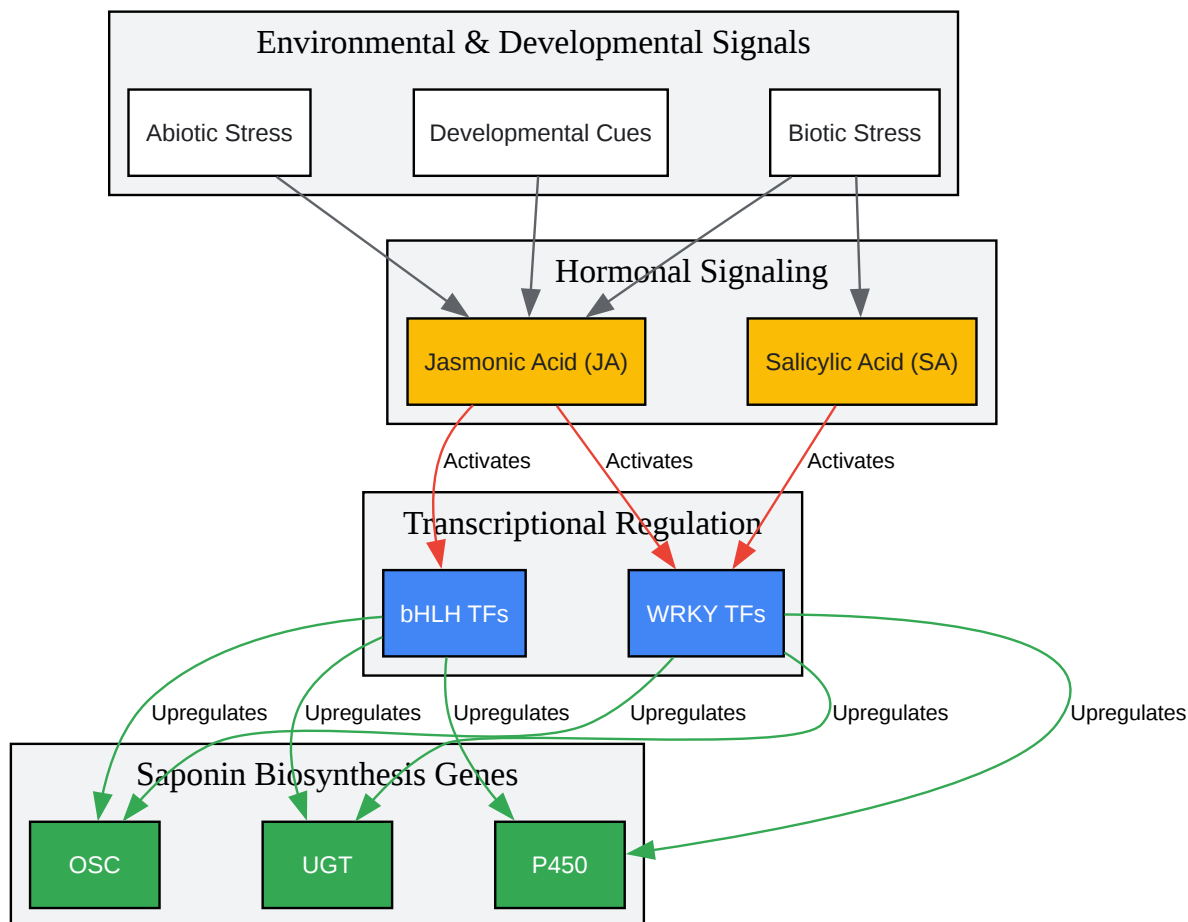 Environmental & Developmental Signals
Abiotic Stress
Developmental Cues
Biotic Stress
Hormonal Signaling
Jasmonic Acid (JA)
Salicylic Acid (SA)
Activates
Activates
Activates
Transcriptional Regulation
bHLH TFs
WRKY TFs
Upregulates
Upregulates
Upregulates
Upregulates
Upregulates
Upregulates
Saponin Biosynthesis Genes
OSC
UGT
P450